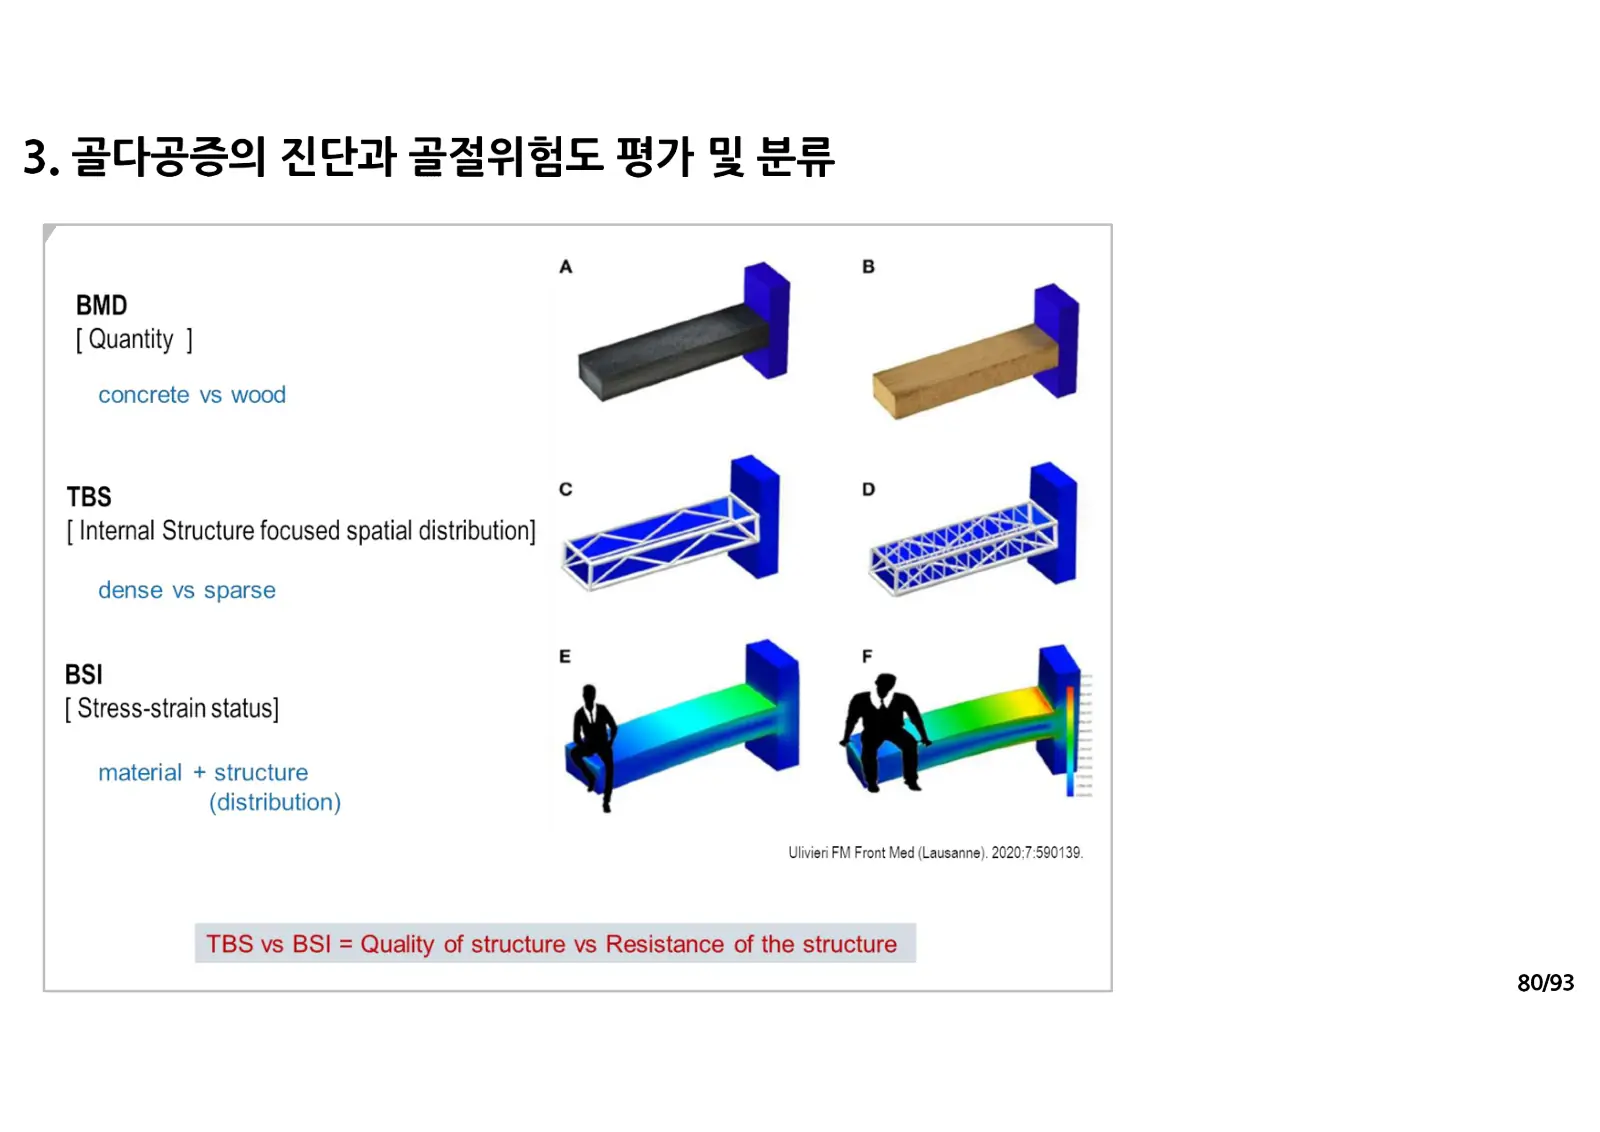 3. 골다공증의 진단과 골절위험도 평가 및 분류
BMD
[ Quantity ]
concrete vs wood
A
B
TBS
[ Internal Structure focused spatial distribution]
dense vs sparse
C
D
BSI
[ Stress-strain status]
material + structure
(distribution)
E
F
Ulivieri FM Front Med (Lausanne). 2020;7:590139.
TBS vs BSI = Quality of structure vs Resistance of the structure
80/93